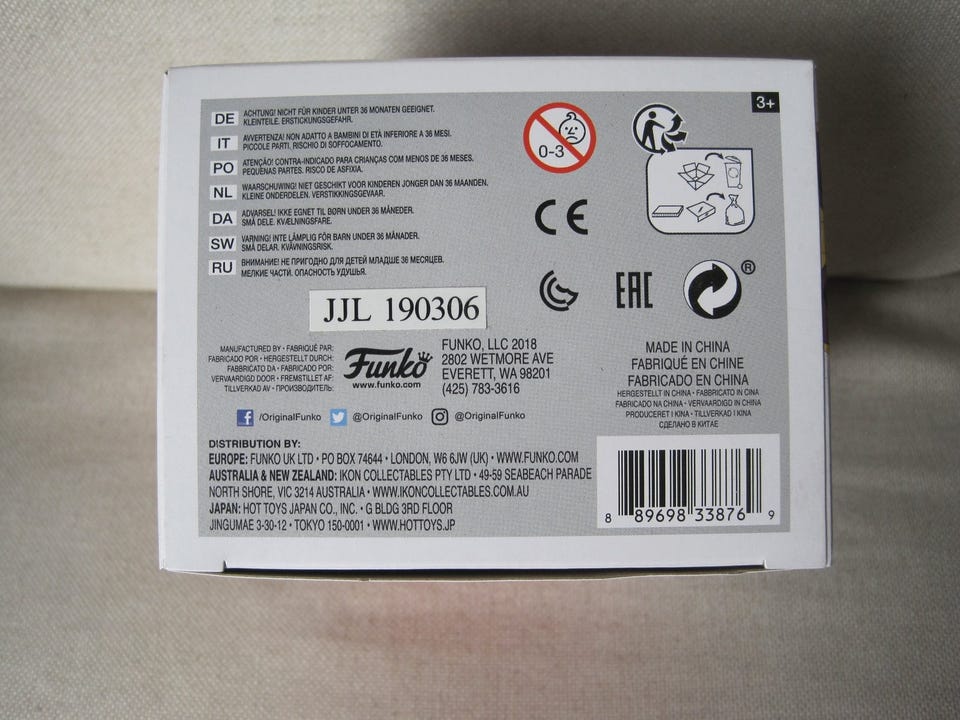 3+
DE ACHTUNG! NICHT FÜR KINDER UNTER 36 MONATEN GEEIGNET.
KLEINTEILE. ERSTICKUNGSGEFAHR.
IT AVVERTENZA! NON ADATTO A BAMBINI DI ETÀ INFERIORE A 36 MESI.
PICCOLE PARTI, RISCHIO DI SOFFOCAMENTO.
PO ATENÇÃO! CONTRA-INDICADO PARA CRIANÇAS COM MENOS DE 36 MESES.
PEQUENAS PARTES. RISCO DE ASFIXIA.
NL WAARSCHUWING! NIET GESCHIKT VOOR KINDEREN JONGER DAN 36 MAANDEN.
KLEINE ONDERDELEN. VERSTIKKINGSGEVAAR.
DA ADVARSEL! IKKE EGNET TIL BØRN UNDER 36 MÅNEDER.
SMÅ DELE. KVÆLNINGSFARE.
SW VARNING! INTE LÄMPLIG FÖR BARN UNDER 36 MÅNADER.
SMÅ DELAR. KVÄVNINGSRISK.
RU ВНИМАНИЕ! НЕ ПРИГОДНО ДЛЯ ДЕТЕЙ МЛАДШЕ 36 МЕСЯЦЕВ.
МЕЛКИЕ ЧАСТИ. ОПАСНОСТЬ УДУШЬЯ.
0-3
CE
EAC
®
JJL 190306
MANUFACTURED BY • FABRIQUÉ PAR:
FABRICADO POR • HERGESTELLT DURCH:
FABBRICATO DA • FABRICADO POR:
VERVAARDIGD DOOR • FREMSTILLET AF:
TILLVERKAD AV • ПРОИЗВОДИТЕЛЬ:
Funko
www.funko.com
FUNKO, LLC 2018
2802 WETMORE AVE
EVERETT, WA 98201
(425) 783-3616
MADE IN CHINA
FABRIQUÉ EN CHINE
FABRICADO EN CHINA
HERGESTELLT IN CHINA • FABBRICATO IN CINA
FABRICADO NA CHINA • VERVAARDIGD IN CHINA
PRODUCERET I KINA • TILLVERKAD I KINA
СДЕЛАНО В КИТАЕ
f /OriginalFunko @OriginalFunko @OriginalFunko
DISTRIBUTION BY:
EUROPE: FUNKO UK LTD • PO BOX 74644 • LONDON, W6 6JW (UK) • WWW.FUNKO.COM
AUSTRALIA & NEW ZEALAND: IKON COLLECTABLES PTY LTD • 49-59 SEABEACH PARADE
NORTH SHORE, VIC 3214 AUSTRALIA • WWW.IKONCOLLECTABLES.COM.AU
JAPAN: HOT TOYS JAPAN CO., INC. • G BLDG 3RD FLOOR
JINGUMAE 3-30-12 • TOKYO 150-0001 • WWW.HOTTOYS.JP
8 89698 33876 9